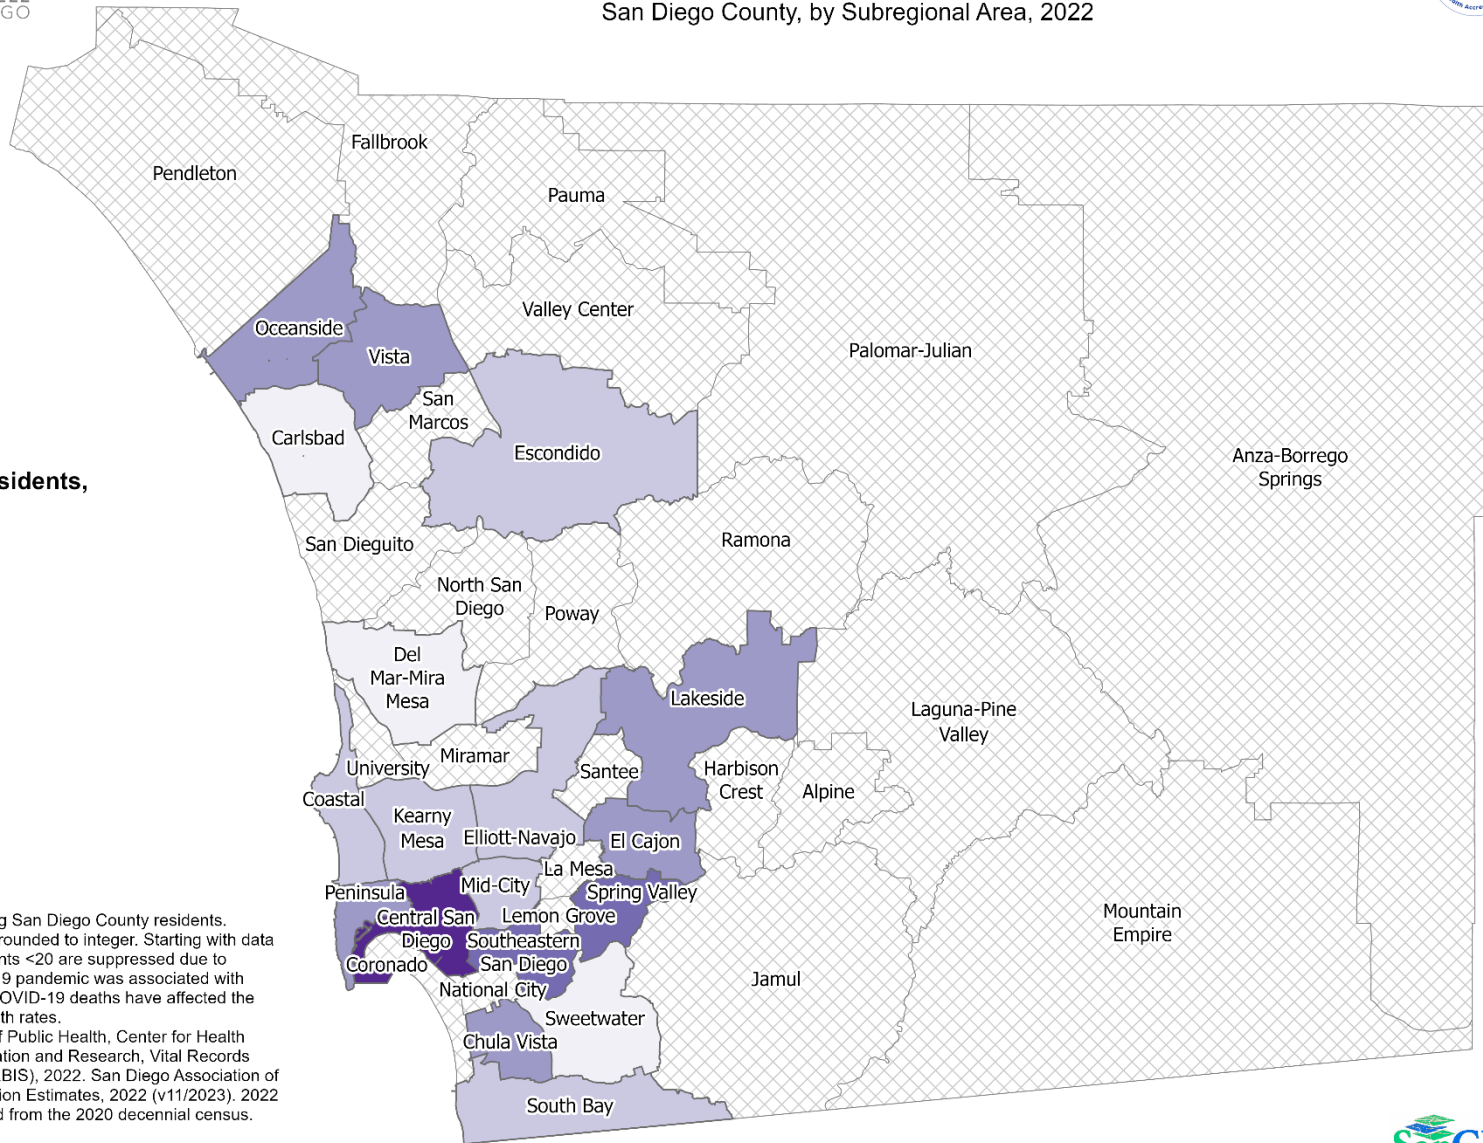 GO
San Diego County, by Subregional Area, 2022
Fallbrook
Pendleton
Pauma
Valley Center
Oceanside
Vista
Palomar-Julian
San
Marcos
Carlsbad
Escondido
Anza-Borrego
Springs
sidents,
San Dieguito
Ramona
North San
Diego
Poway
Del
Mar-Mira
Mesa
Lakeside
Laguna-Pine
Valley
Miramar
University
Santee
Harbison
Crest
Alpine
Coastal
Kearny
Mesa
Elliott-Navajo
El Cajon
La Mesa
Peninsula
Mid-City
Spring Valley
Central San
Diego
Lemon Grove
Southeastern
San Diego
Coronado
National City
Mountain
Empire
Jamul
Sweetwater
Chula Vista
South Bay
g San Diego County residents.
rounded to integer. Starting with data
nts <20 are suppressed due to
9 pandemic was associated with
OVID-19 deaths have affected the
th rates.
f Public Health, Center for Health
ation and Research, Vital Records
BIS), 2022. San Diego Association of
ion Estimates, 2022 (v11/2023). 2022
d from the 2020 decennial census.